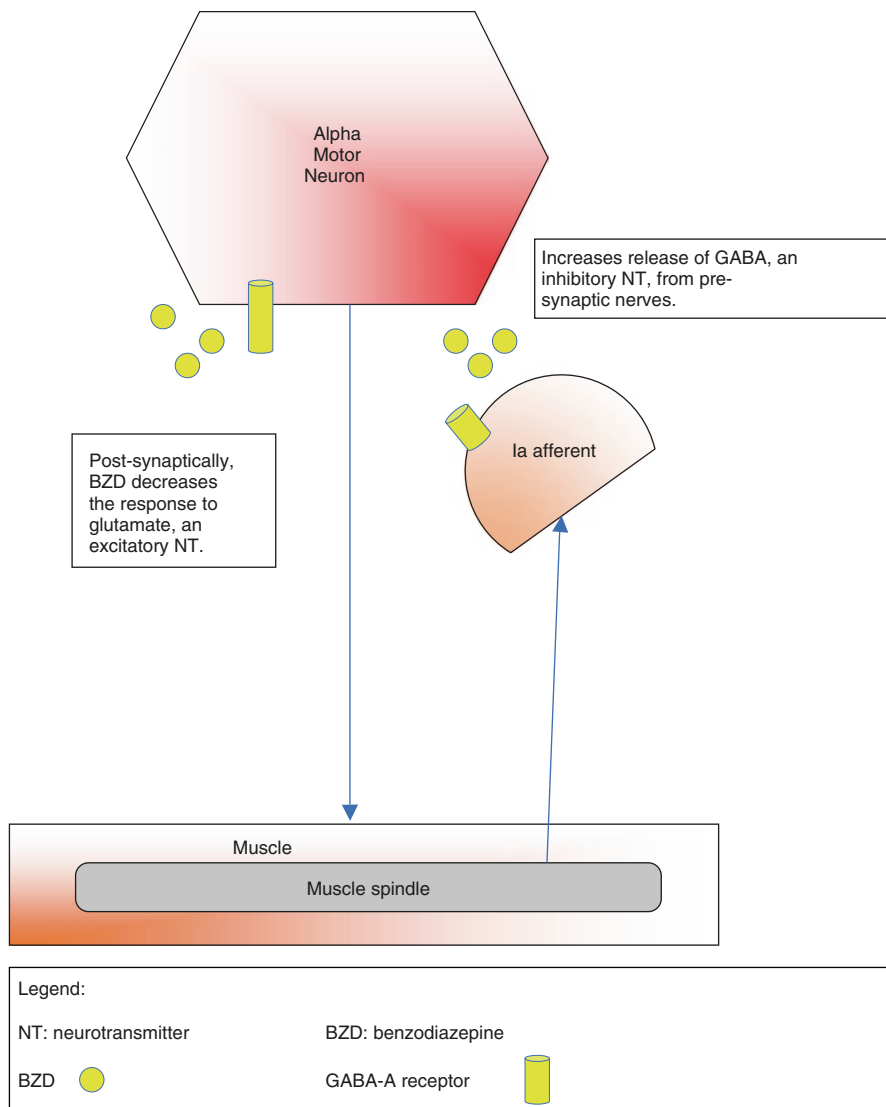 Alpha
Motor
Neuron
Increases release of GABA, an
inhibitory NT, from pre-
synaptic nerves.
Ia afferent
Post-synaptically,
BZD decreases
the response to
glutamate, an
excitatory NT.
Muscle
Muscle spindle
Legend:
NT: neurotransmitter BZD: benzodiazepine
BZD GABA-A receptor